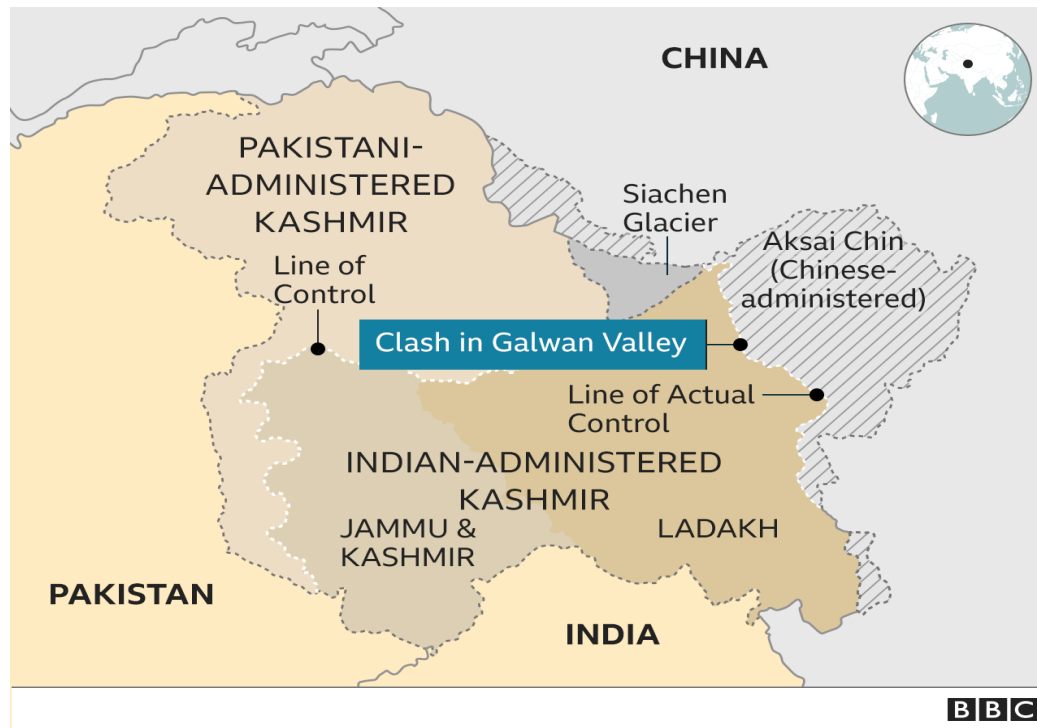 CHINA
PAKISTANI-
ADMINISTERED
KASHMIR
Siachen
Glacier
Aksai Chin
(Chinese-
administered)
Line of
Control
Clash in Galwan Valley
Line of Actual
Control
INDIAN-ADMINISTERED
KASHMIR
JAMMU &
KASHMIR
LADAKH
PAKISTAN
INDIA
BBC